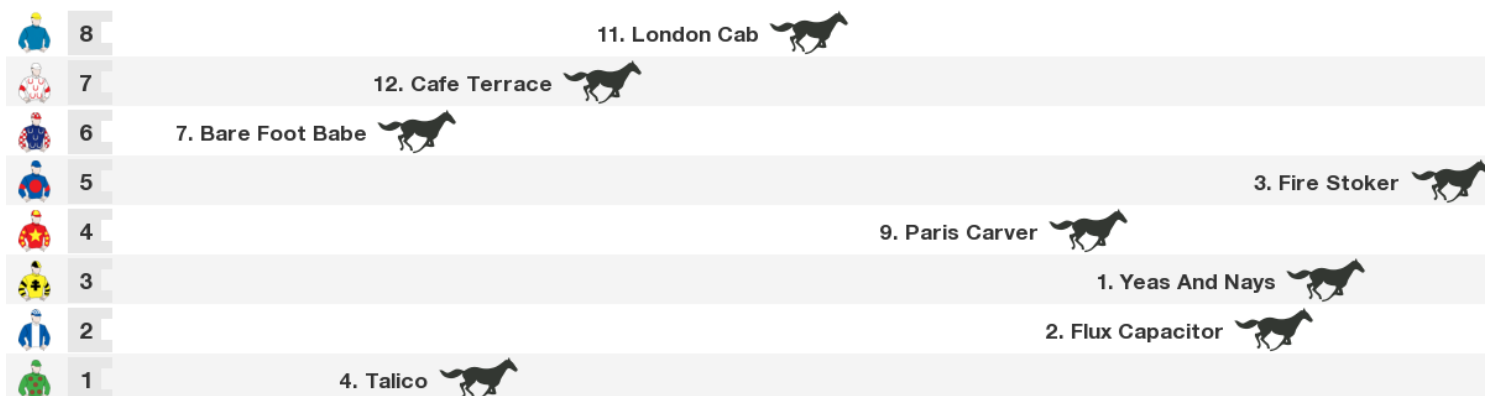 8 11. London Cab
7 12. Cafe Terrace
6 7. Bare Foot Babe
5 3. Fire Stoker
4 9. Paris Carver
3 1. Yeas And Nays
2 2. Flux Capacitor
1 4. Talico